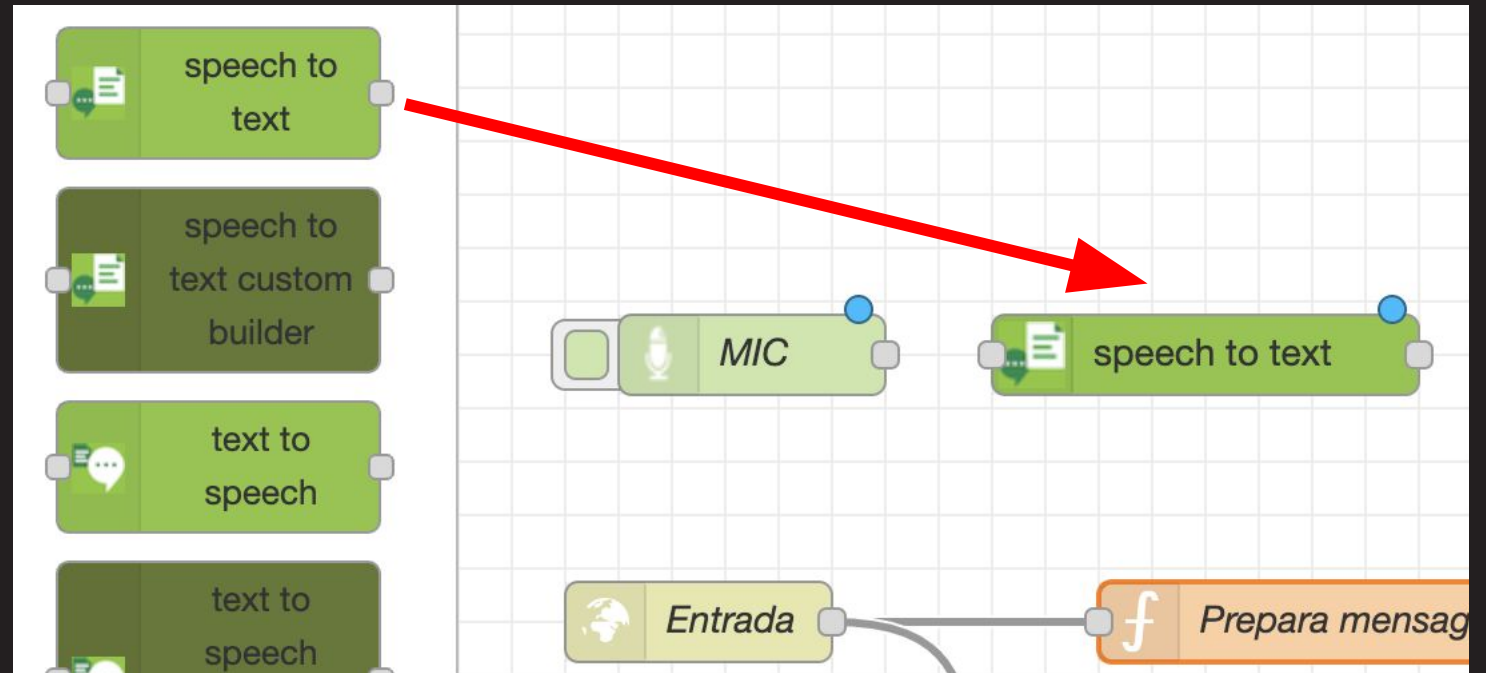 speech to
text
speech to
text custom
builder
text to
speech
text to
speech
MIC
speech to text
Entrada
Prepara mensag